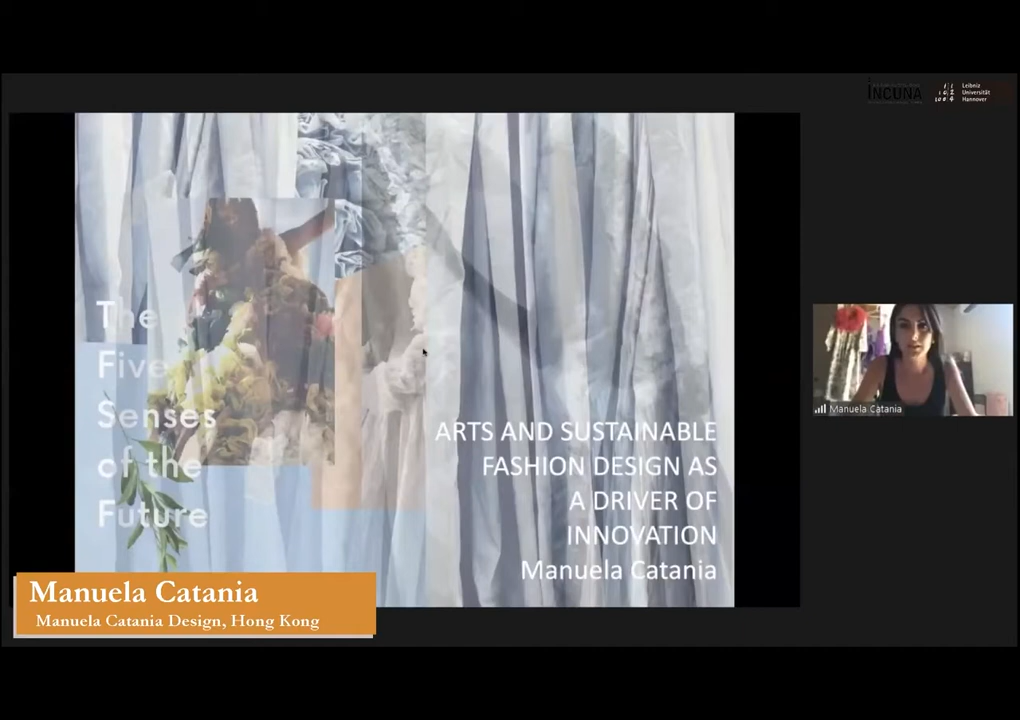 INCUNA
Leibniz
Universität
Hannover
The
Five
Senses
of the
Future
ARTS AND SUSTAINABLE
FASHION DESIGN AS
A DRIVER OF
INNOVATION
Manuela Catania
Manuela Catania
Manuela Catania
Manuela Catania Design, Hong Kong